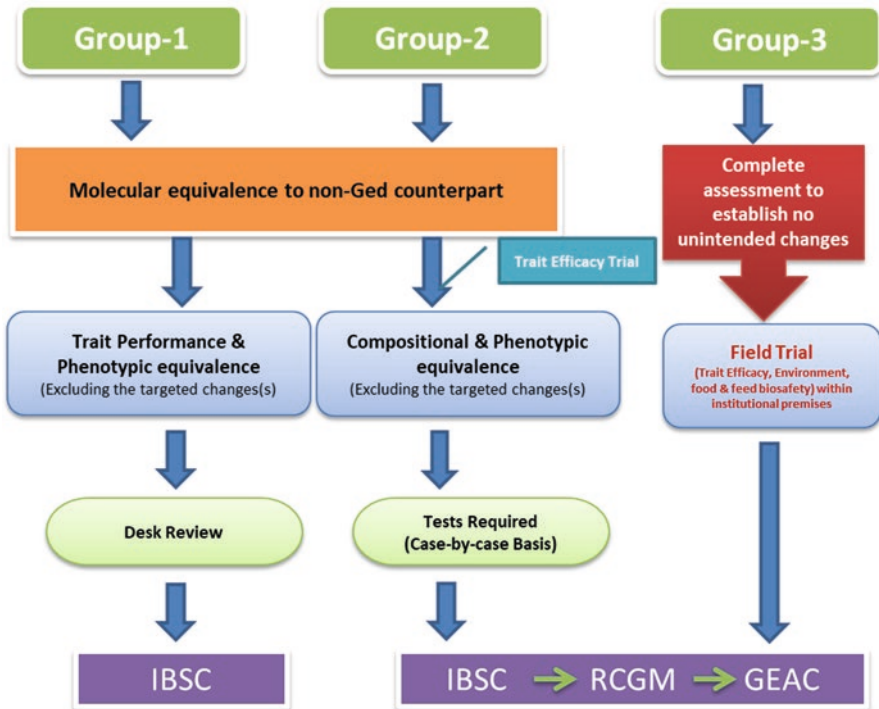 Group-1
Group-2
Group-3
Molecular equivalence to non-Ged counterpart
Complete
assessment to
establish no
unintended changes
Trait Efficacy Trial
Trait Performance &
Phenotypic equivalence
(Excluding the targeted changes(s)
Compositional & Phenotypic
equivalence
(Excluding the targeted changes(s)
Field Trial
(Trait Efficacy, Environment,
food & feed biosafety) within
institutional premises
Desk Review
Tests Required
(Case-by-case Basis)
IBSC
IBSC
RCGM
GEAC